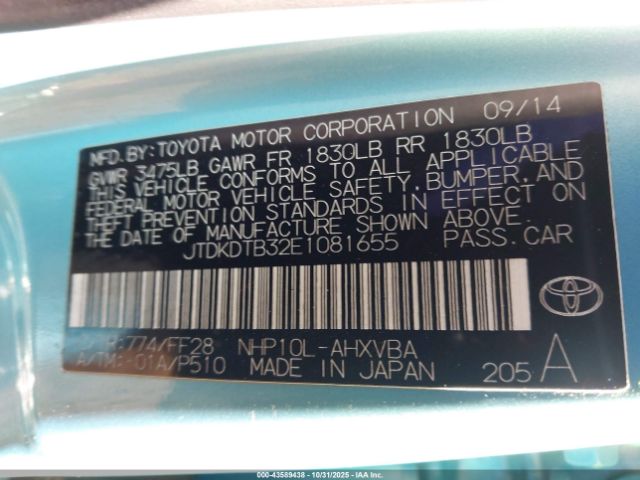 MFD.BY:TOYOTA MOTOR CORPORATION 09/14
GVWR 3475LB GAWR FR 1830LB RR 1830LB
THIS VEHICLE CONFORMS TO ALL APPLICABLE
FEDERAL MOTOR VEHICLE SAFETY, BUMPER, AND
THEFT PREVENTION STANDARDS IN EFFECT ON
THE DATE OF MANUFACTURE SHOWN ABOVE.
JTDKDTB32E1081655 PASS.CAR
774/FF28 NHP10L-AHXVBA
A/TM:-01A/P510 MADE IN JAPAN 205 A
000-43589438 - 10/31/2025 - IAA Inc.